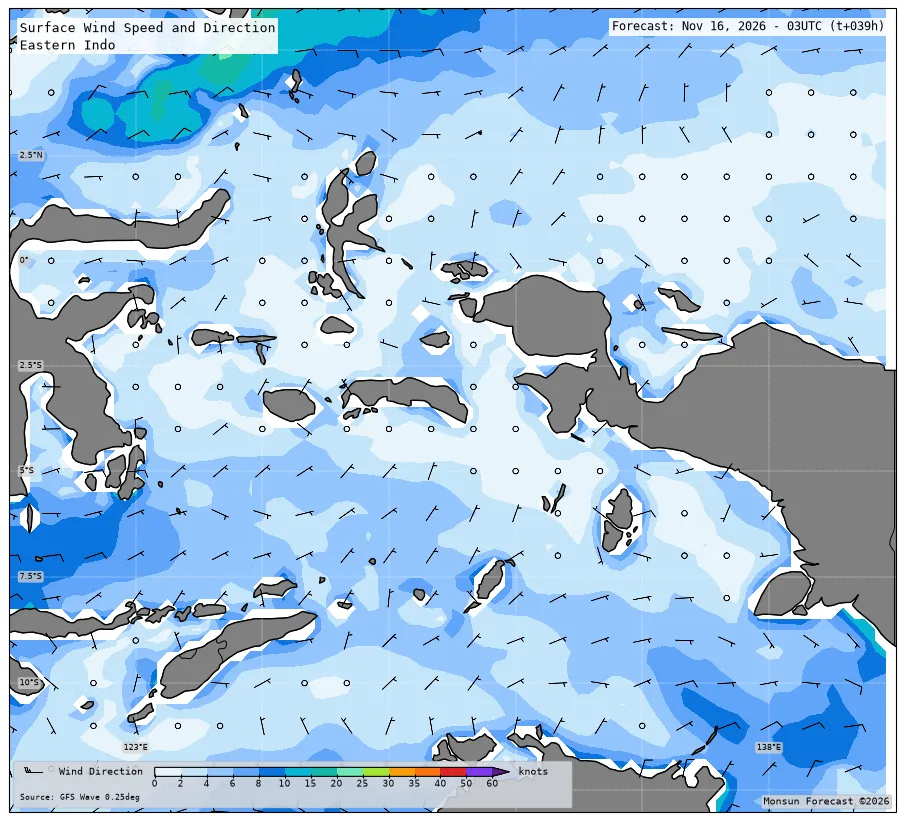 Surface Wind Speed and Direction
Eastern Indo
Forecast: Nov 16, 2026 - 03UTC (t+039h)
2.5°N
0°
2.5°S
5°S
7.5°S
10°S
123°E
138°E
Wind Direction
0 2 4 6 8 10 15 20 25 30 35 40 50 60
knots
Source: GFS Wave 0.25deg
Monsun Forecast ©2026